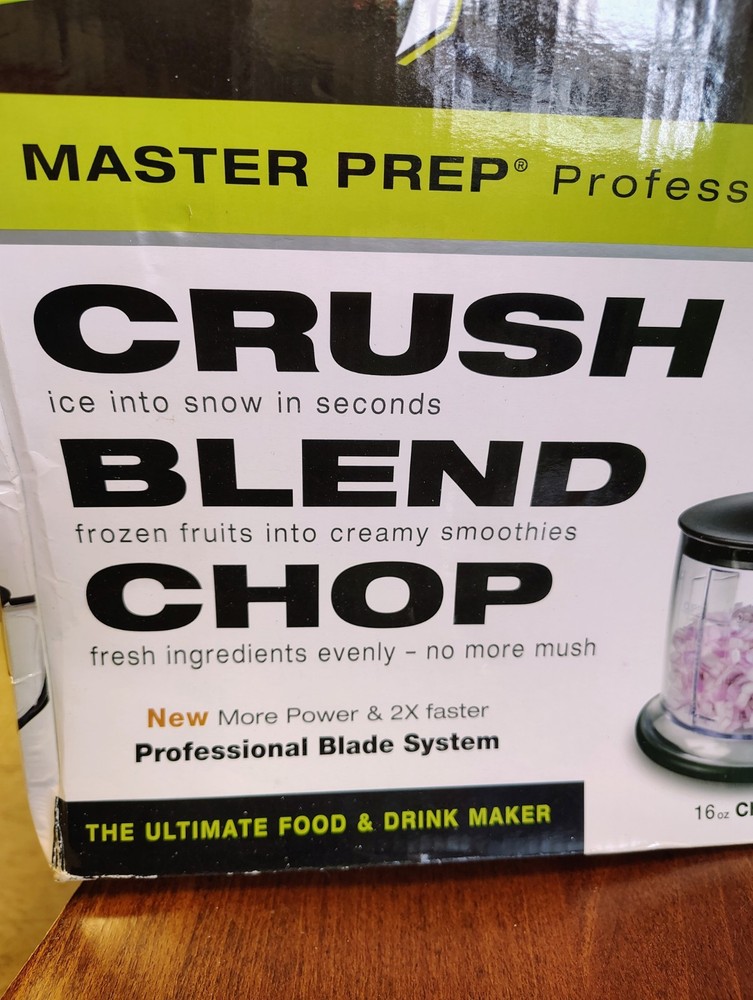 MASTER PREP® Profess
CRUSH
ice into snow in seconds
BLEND
frozen fruits into creamy smoothies
CHOP
fresh ingredients evenly – no more mush
New More Power & 2X faster
Professional Blade System
THE ULTIMATE FOOD & DRINK MAKER
16oz